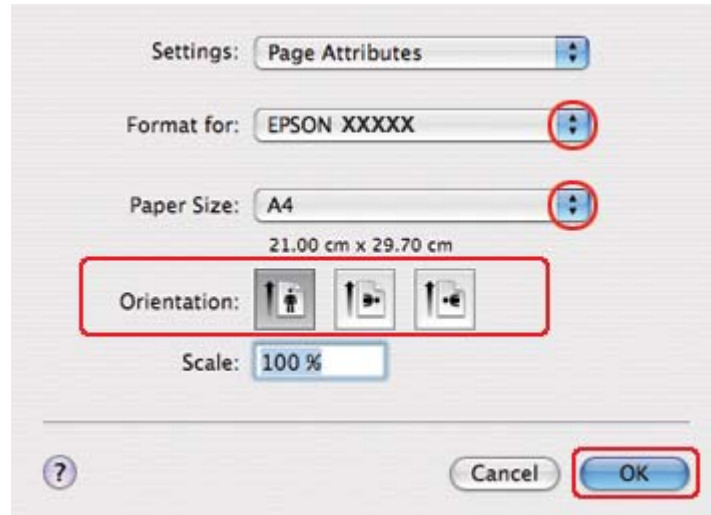 Settings: Page Attributes
Format for: EPSON XXXXX
Paper Size: A4
21.00 cm x 29.70 cm
Orientation:
Scale: 100 %
? Cancel OK